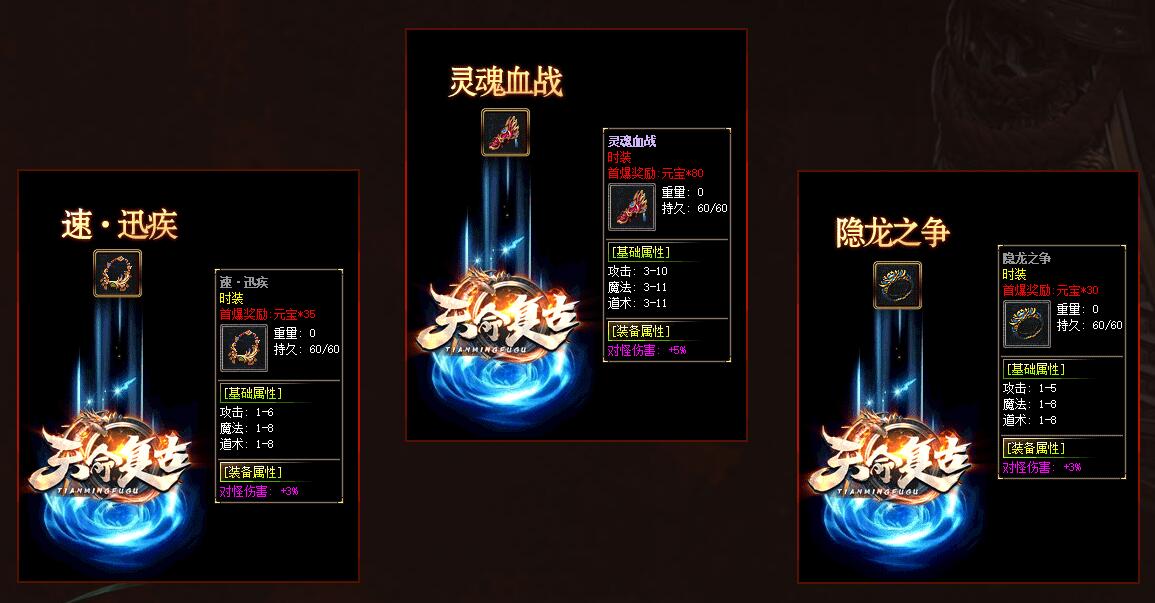 速·迅疾
速·迅疾
时装
首爆奖励:元宝*35
重量: 0
持久: 60/60
[基础属性]
攻击: 1-6
魔法: 1-8
道术: 1-8
[装备属性]
对怪伤害: +3%
天命复古
TIANMINGFUGU
灵魂血战
灵魂血战
时装
首爆奖励:元宝*80
重量: 0
持久: 60/60
[基础属性]
攻击: 3-10
魔法: 3-11
道术: 3-11
[装备属性]
对怪伤害: +5%
天命复古
TIANMINGFUGU
隐龙之争
隐龙之争
时装
首爆奖励:元宝*30
重量: 0
持久: 60/60
[基础属性]
攻击: 1-5
魔法: 1-8
道术: 1-8
[装备属性]
对怪伤害: +3%
天命复古
TIANMINGFUGU